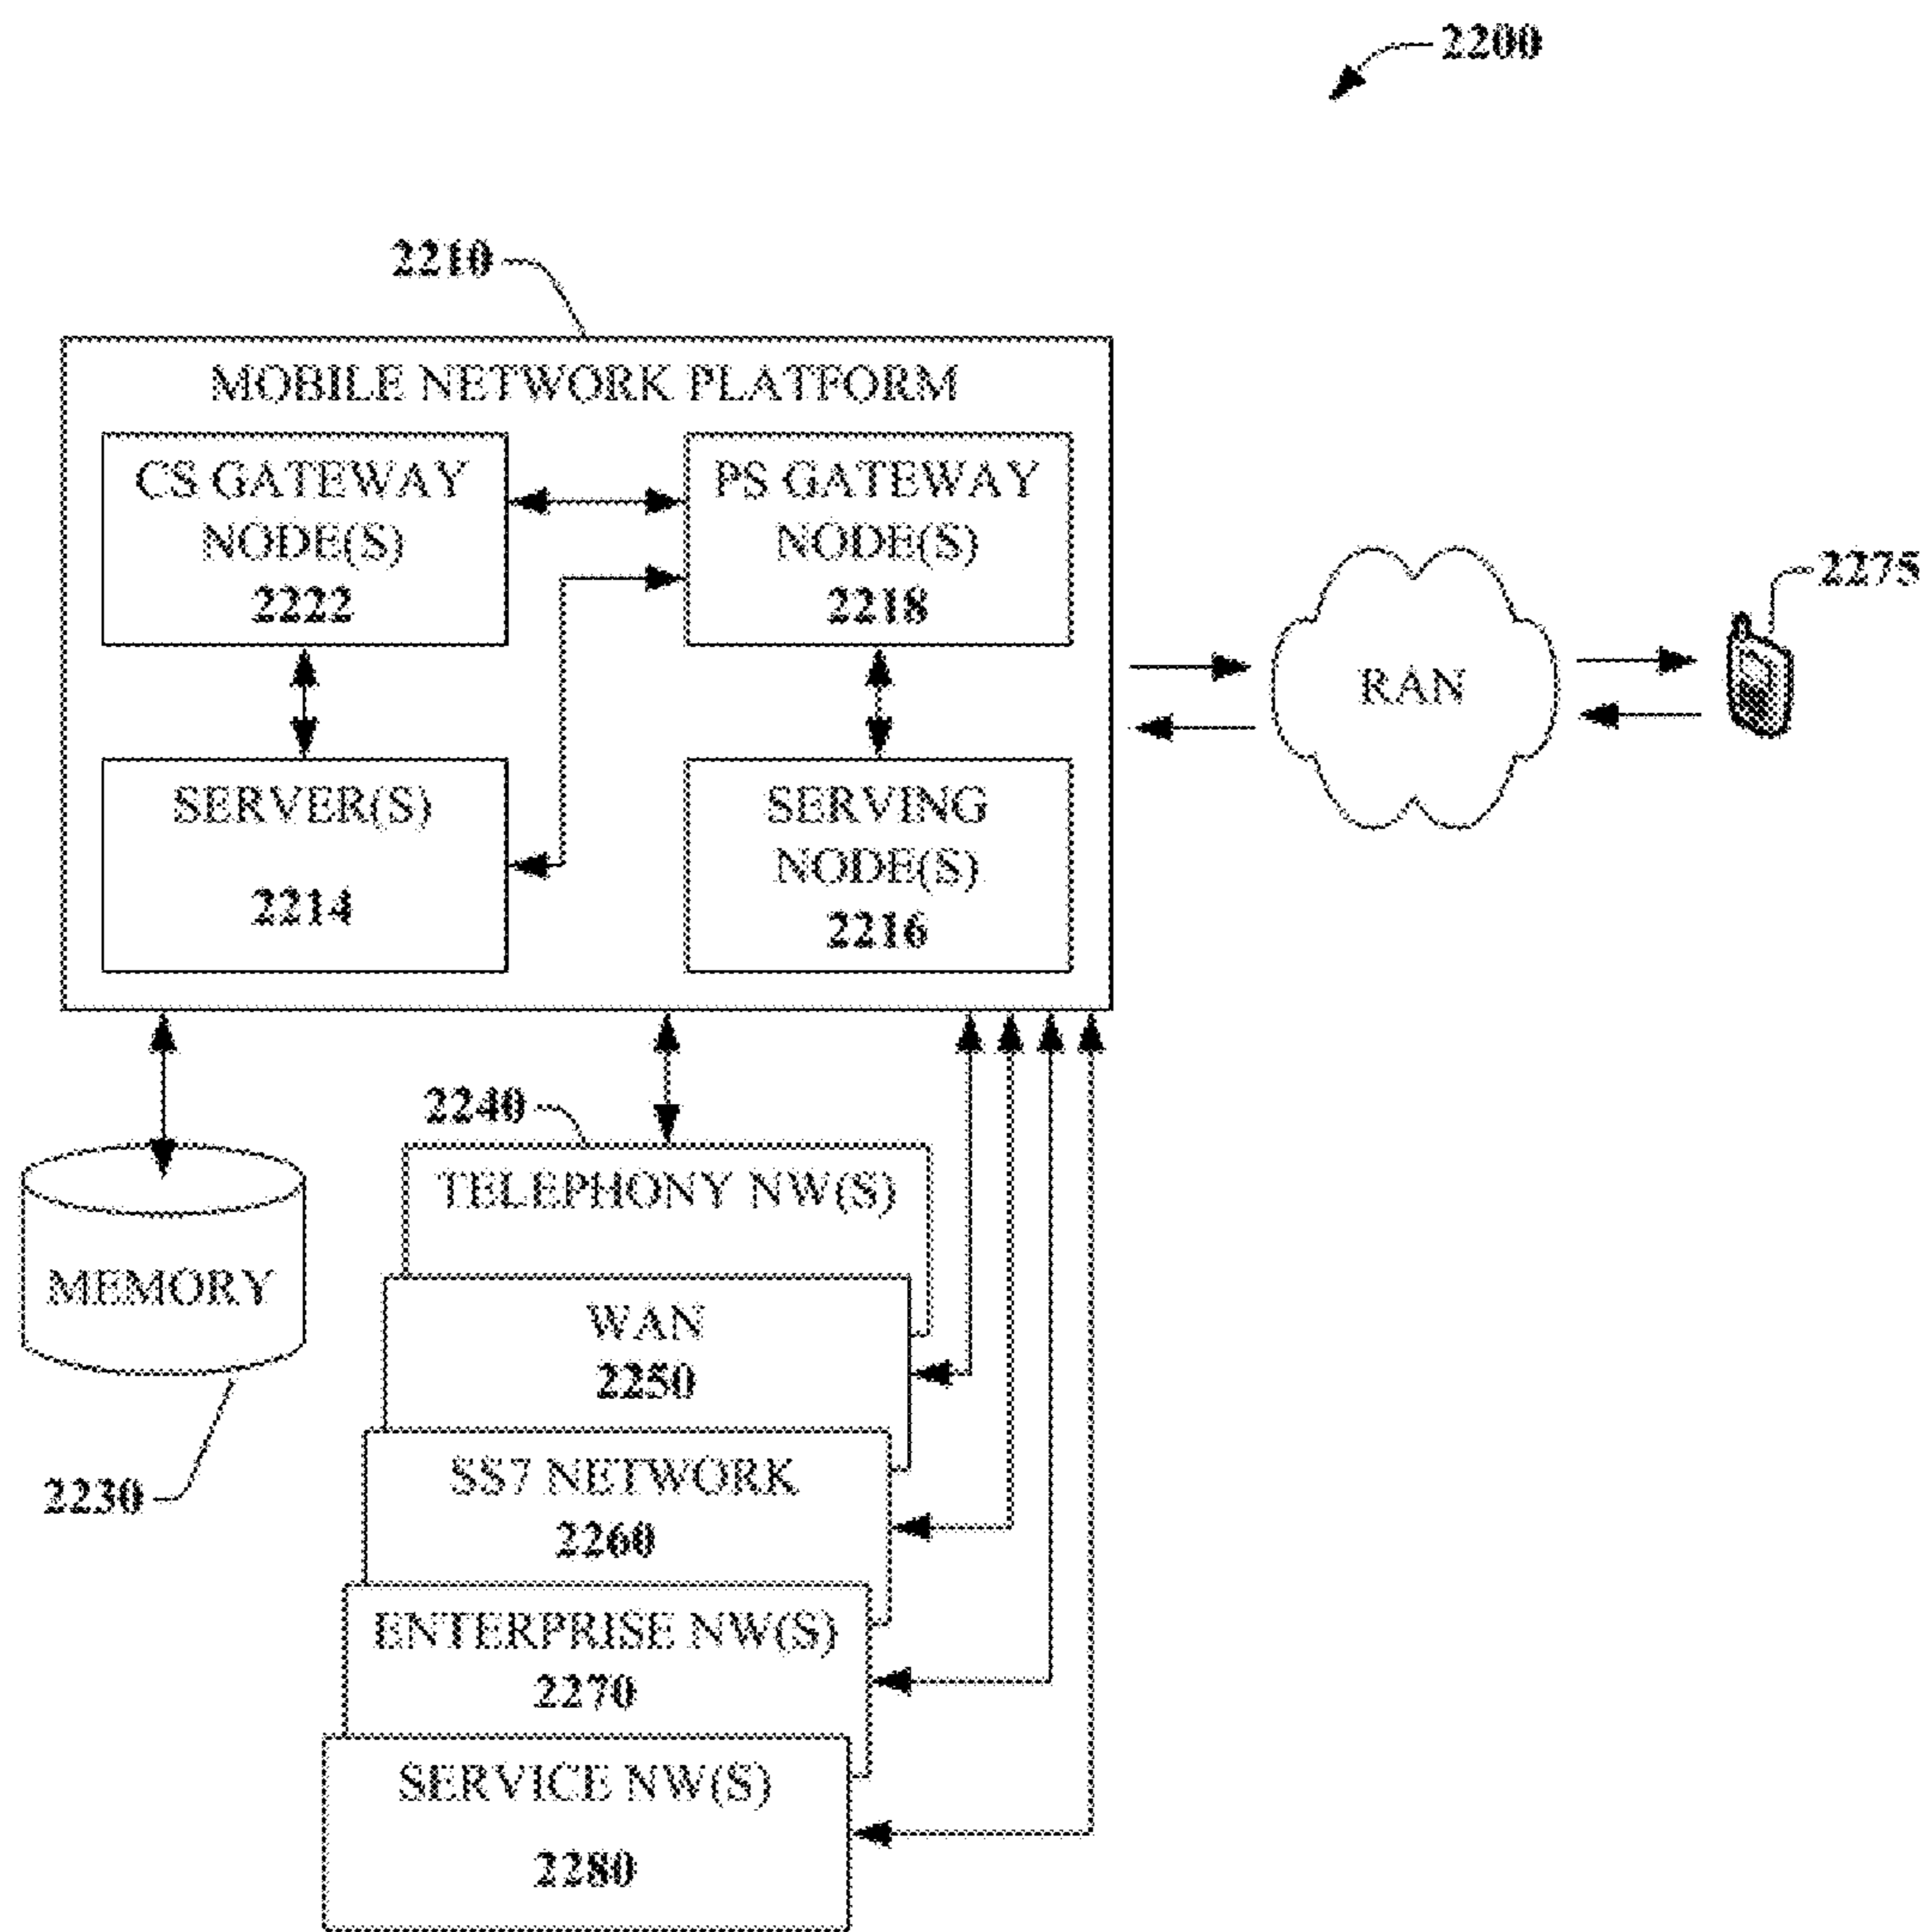 2200
2210
MOBILE NETWORK PLATFORM
CS GATEWAY
NODE(S)
2222
PS GATEWAY
NODE(S)
2218
SERVER(S)
2214
SERVING
NODE(S)
2216
RAN
2275
2240
TELEPHONY NW(S)
MEMORY
2230
WAN
2250
SS7 NETWORK
2260
ENTERPRISE NW(S)
2270
SERVICE NW(S)
2280